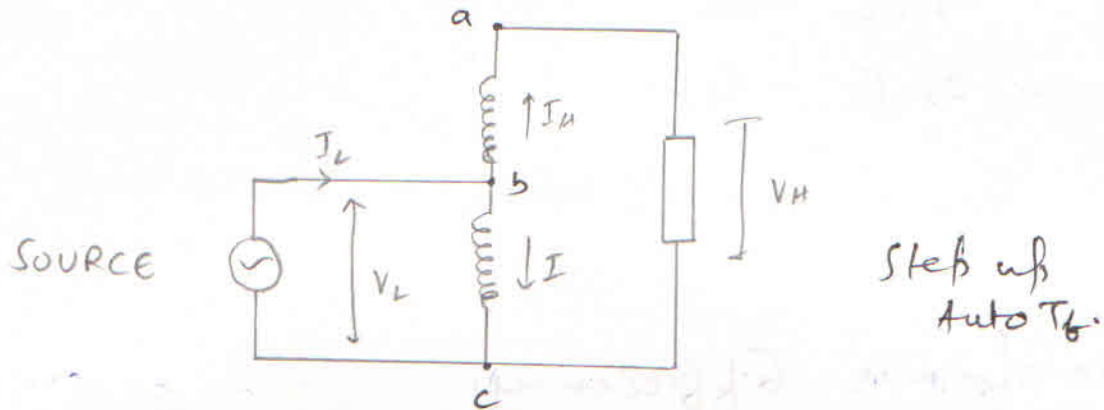 a
I_H
I_L
b
V_H
SOURCE
V_L
I
Step up
Auto Tf.
c